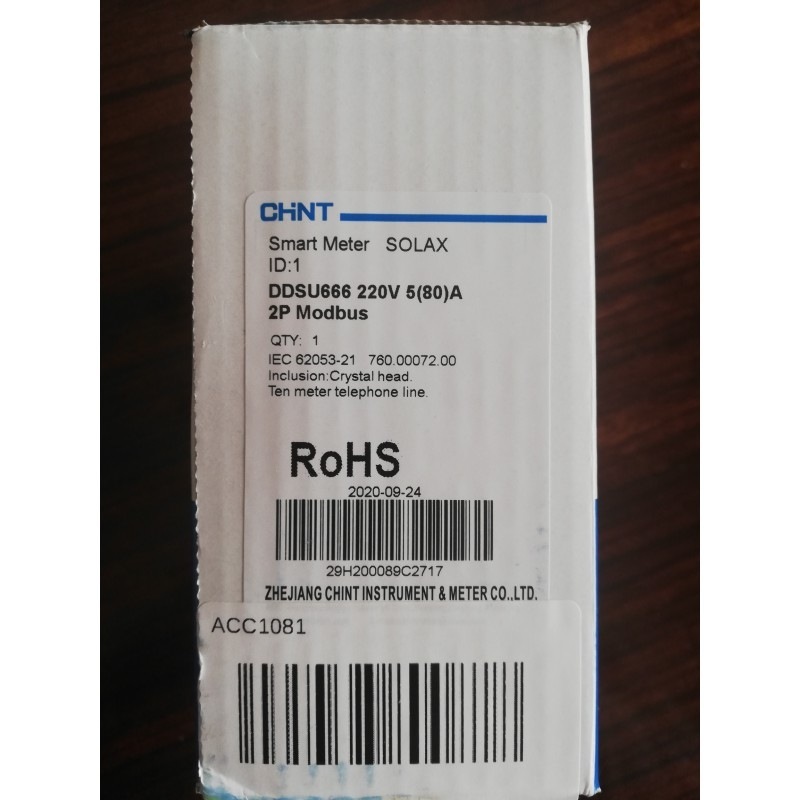 CHiNT
Smart Meter SOLAX
ID:1
DDSU666 220V 5(80)A
2P Modbus
QTY: 1
IEC 62053-21 760.00072.00
Inclusion:Crystal head.
Ten meter telephone line.
RoHS
2020-09-24
29H200089C2717
ZHEJIANG CHINT INSTRUMENT & METER CO.,LTD.
ACC1081